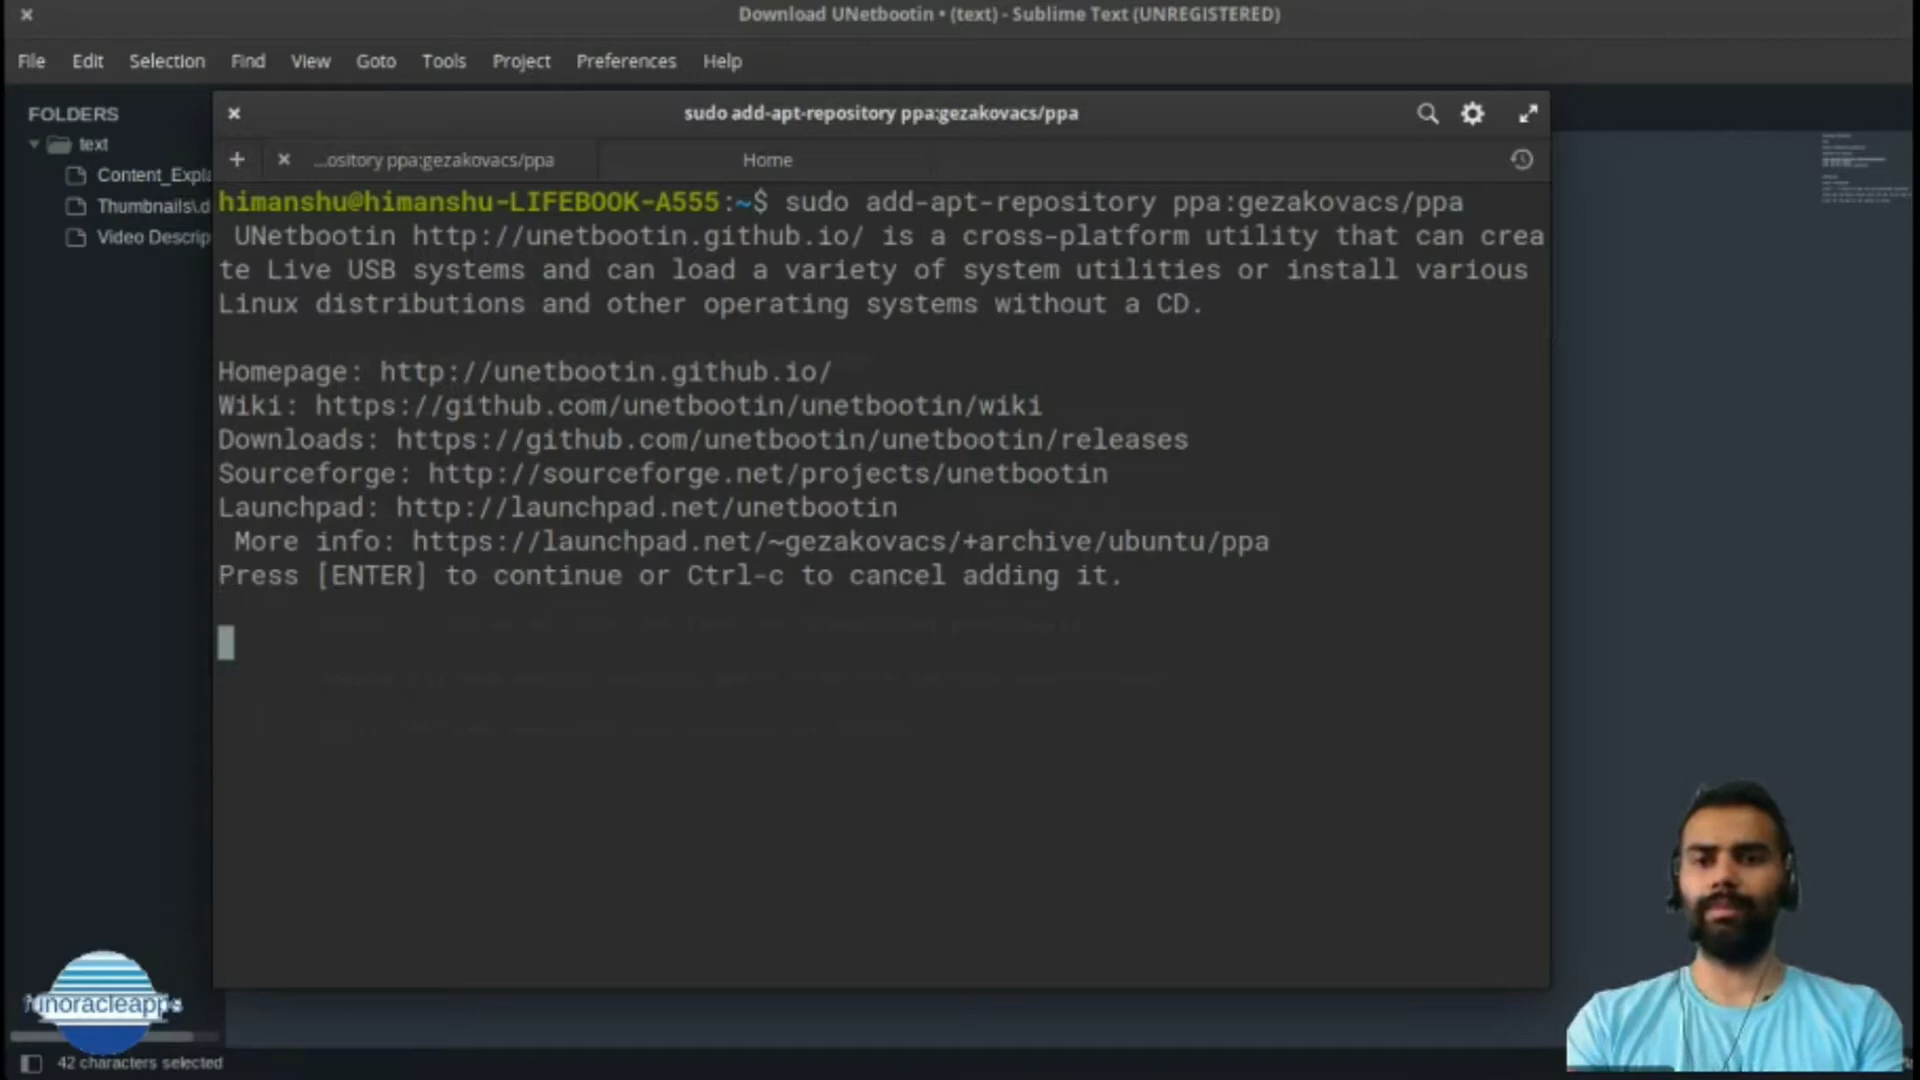 Download UNetbootin • (text) - Sublime Text (UNREGISTERED)
File Edit Selection Find View Goto Tools Project Preferences Help
FOLDERS
text
Content_Expla
Thumbnails\.d
Video Descrip
sudo add-apt-repository ppa:gezakovacs/ppa
...ository ppa:gezakovacs/ppa
Home
himanshu@himanshu-LIFEBOOK-A555:~$ sudo add-apt-repository ppa:gezakovacs/ppa
UNetbootin http://unetbootin.github.io/ is a cross-platform utility that can crea
te Live USB systems and can load a variety of system utilities or install various
Linux distributions and other operating systems without a CD.
Homepage: http://unetbootin.github.io/
Wiki: https://github.com/unetbootin/unetbootin/wiki
Downloads: https://github.com/unetbootin/unetbootin/releases
Sourceforge: http://sourceforge.net/projects/unetbootin
Launchpad: http://launchpad.net/unetbootin
More info: https://launchpad.net/~gezakovacs/+archive/ubuntu/ppa
Press [ENTER] to continue or Ctrl-c to cancel adding it.
funoracleapps
42 characters selected